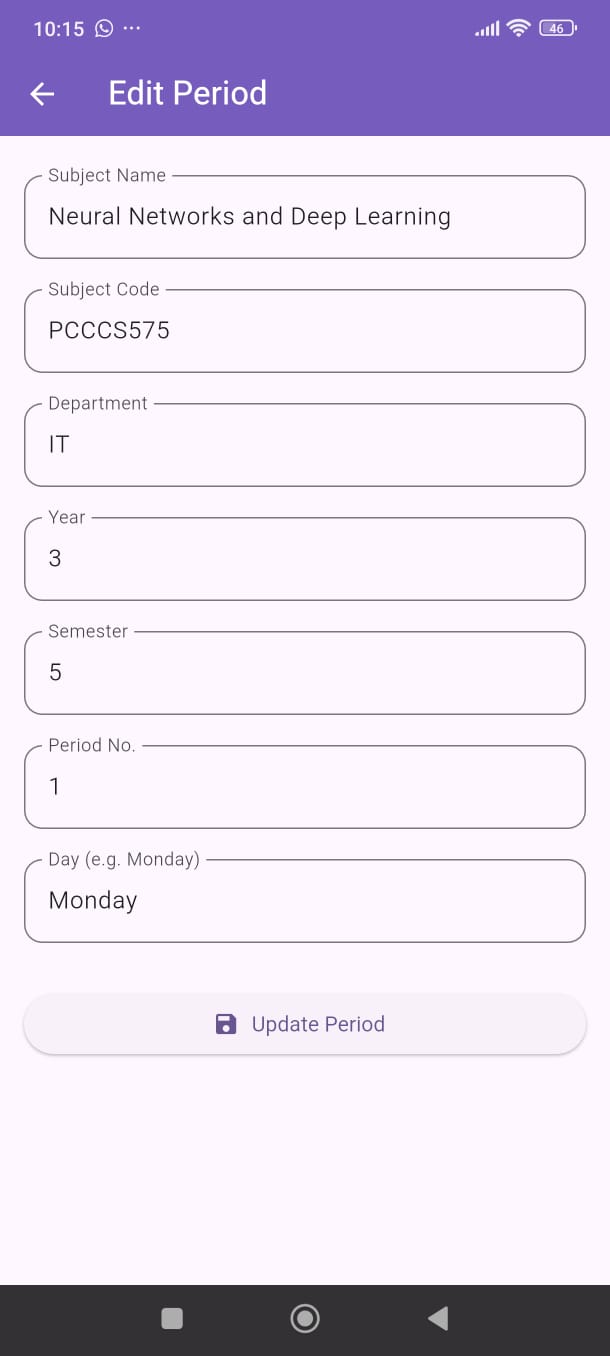 10:15 ...
46
Edit Period
Subject Name
Neural Networks and Deep Learning
Subject Code
PCCCS575
Department
IT
Year
3
Semester
5
Period No.
1
Day (e.g. Monday)
Monday
Update Period